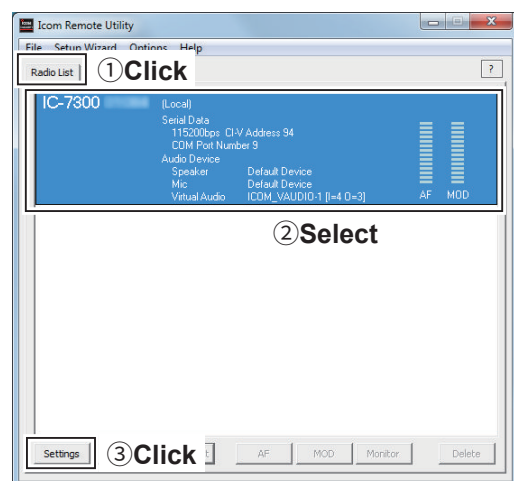 Icom Remote Utility
File Setup Wizard Options Help
Radio List
①Click
?
IC-7300
(Local)
Serial Data
115200bps CI-V Address 94
COM Port Number 9
Audio Device
Speaker Default Device
Mic Default Device
Virtual Audio ICOM_VAUDIO-1 [I=4 O=3]
AF MOD
②Select
Settings
③Click
AF MOD Monitor Delete